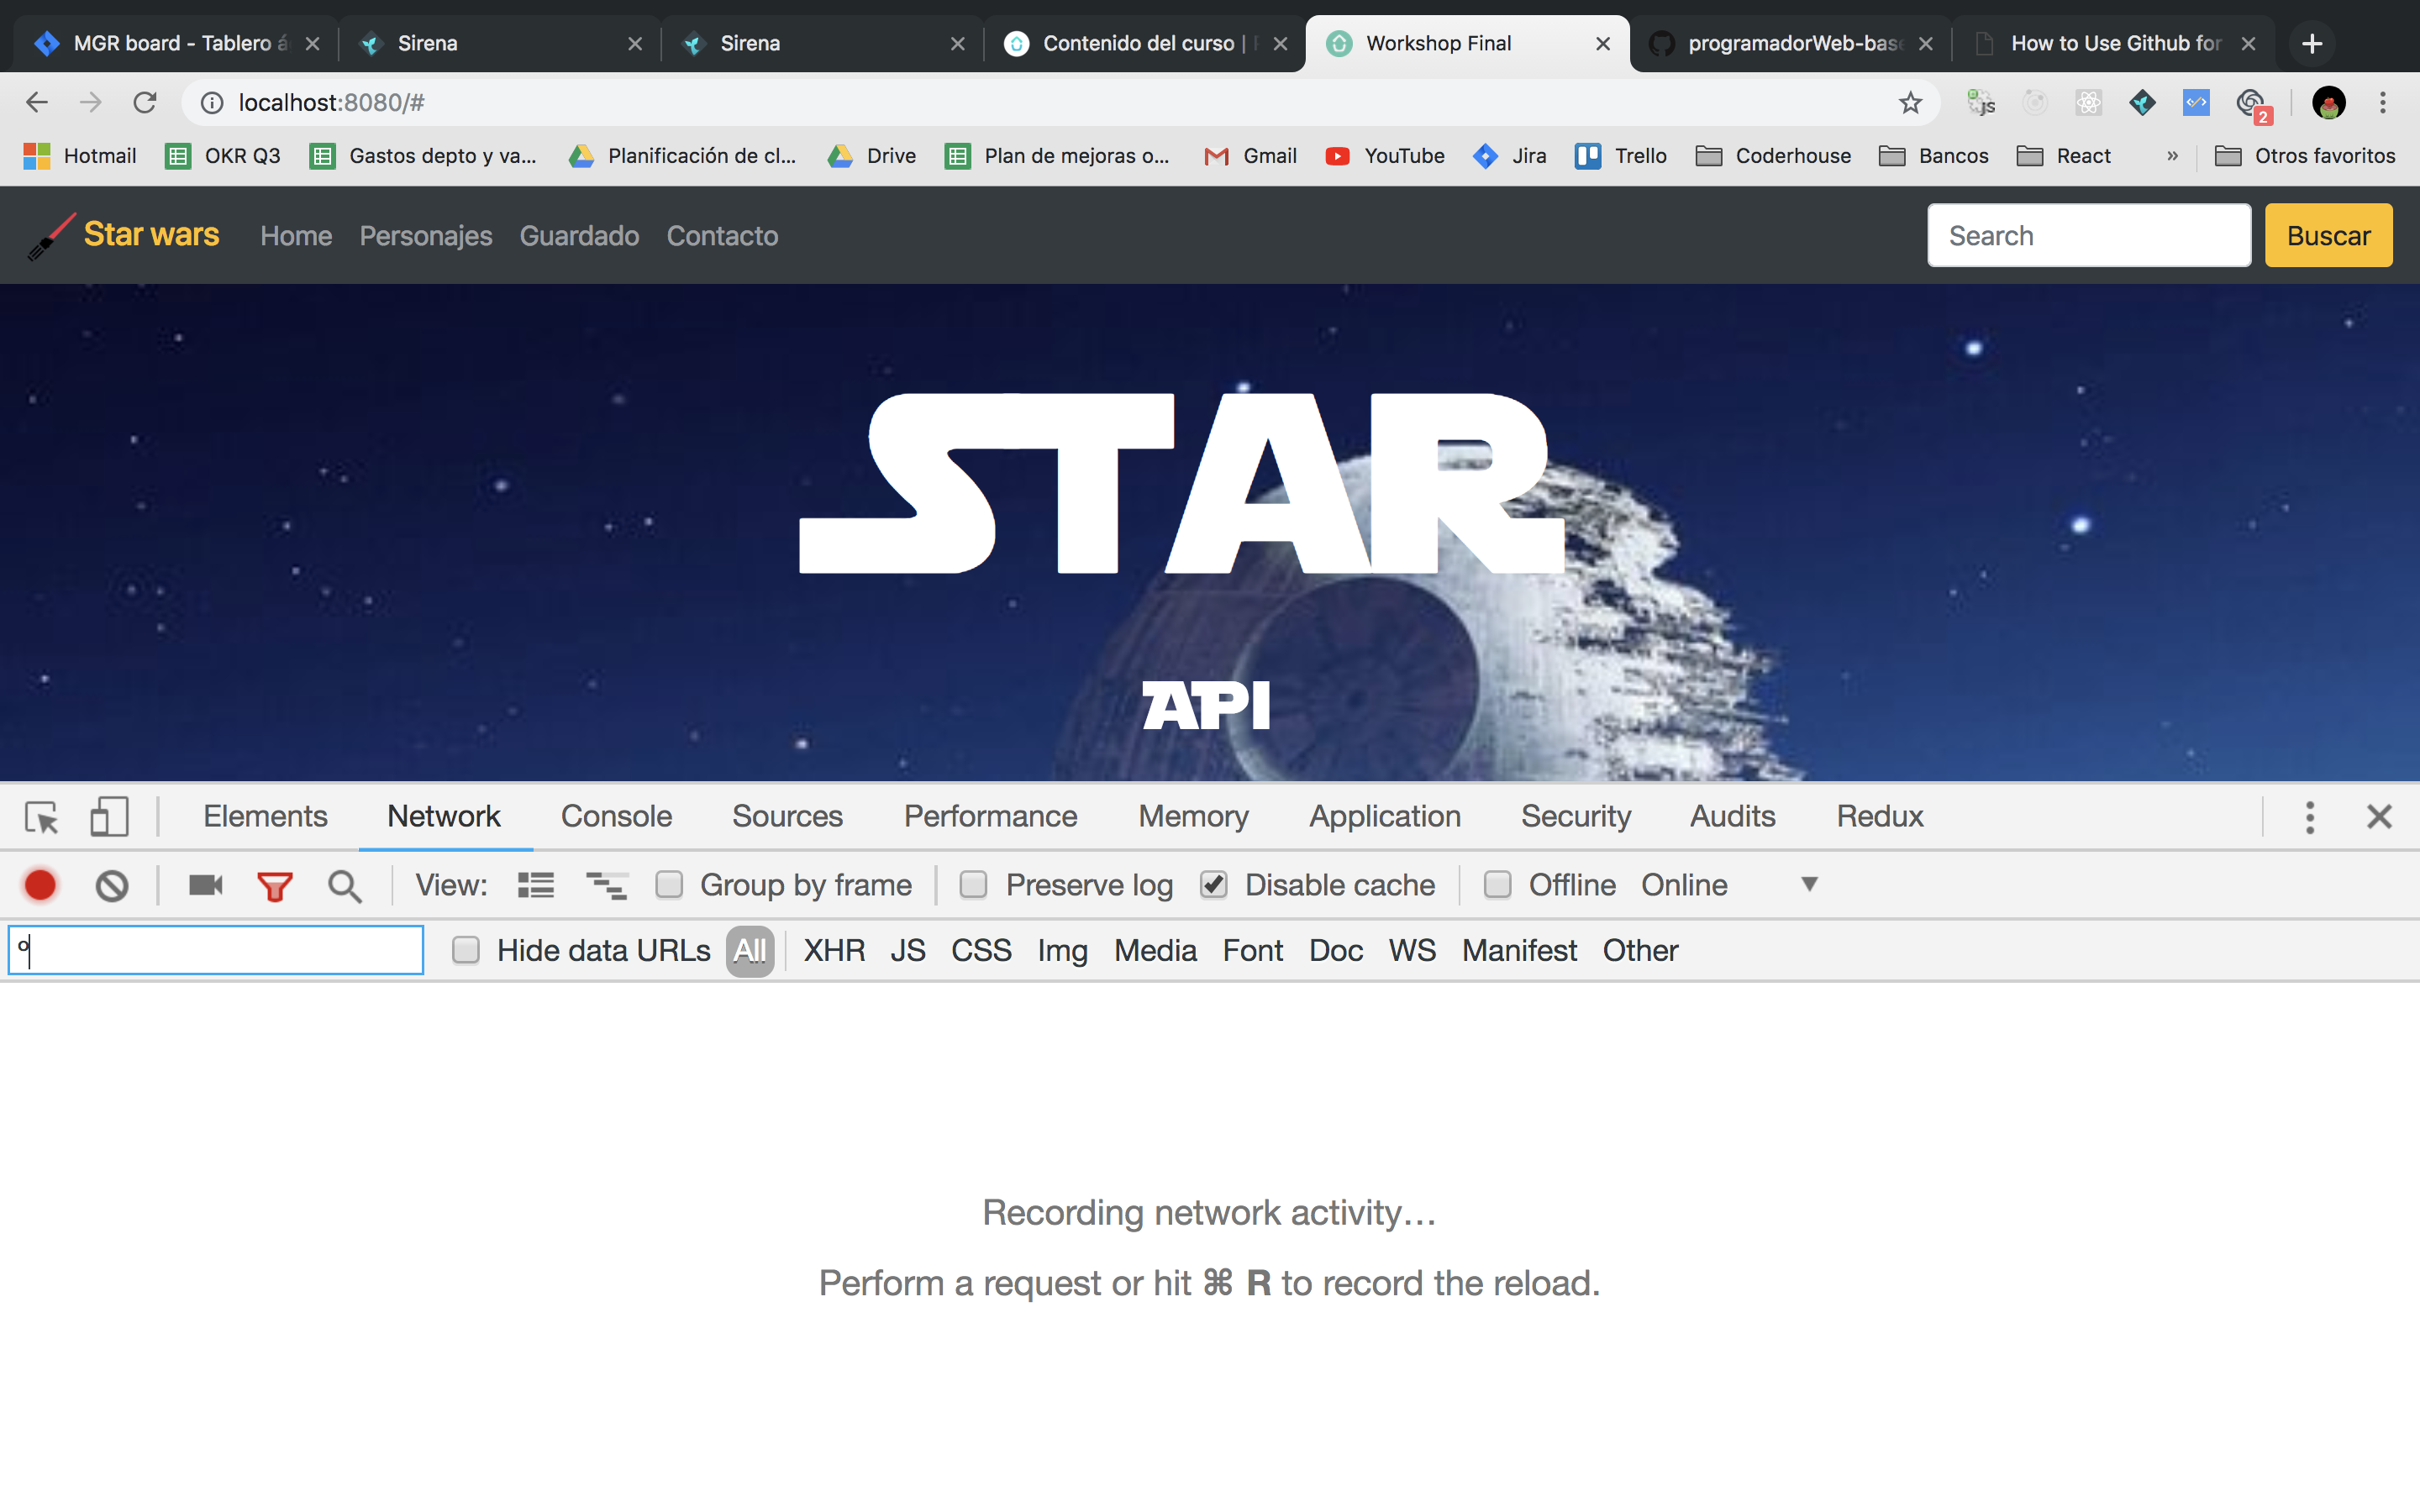 MGR board - Tablero á
Sirena
Sirena
Contenido del curso |
Workshop Final
programadorWeb-base
How to Use Github for
localhost:8080/#
JS
2
Hotmail
OKR Q3
Gastos depto y va...
Planificación de cl...
Drive
Plan de mejoras o...
Gmail
YouTube
Jira
Trello
Coderhouse
Bancos
React
»
Otros favoritos
Star wars
Home
Personajes
Guardado
Contacto
Search
Buscar
STAR
API
Elements
Network
Console
Sources
Performance
Memory
Application
Security
Audits
Redux
View:
Group by frame
Preserve log
Disable cache
Offline
Online
º
Hide data URLs
All
XHR
JS
CSS
Img
Media
Font
Doc
WS
Manifest
Other
Recording network activity…
Perform a request or hit ⌘ R to record the reload.